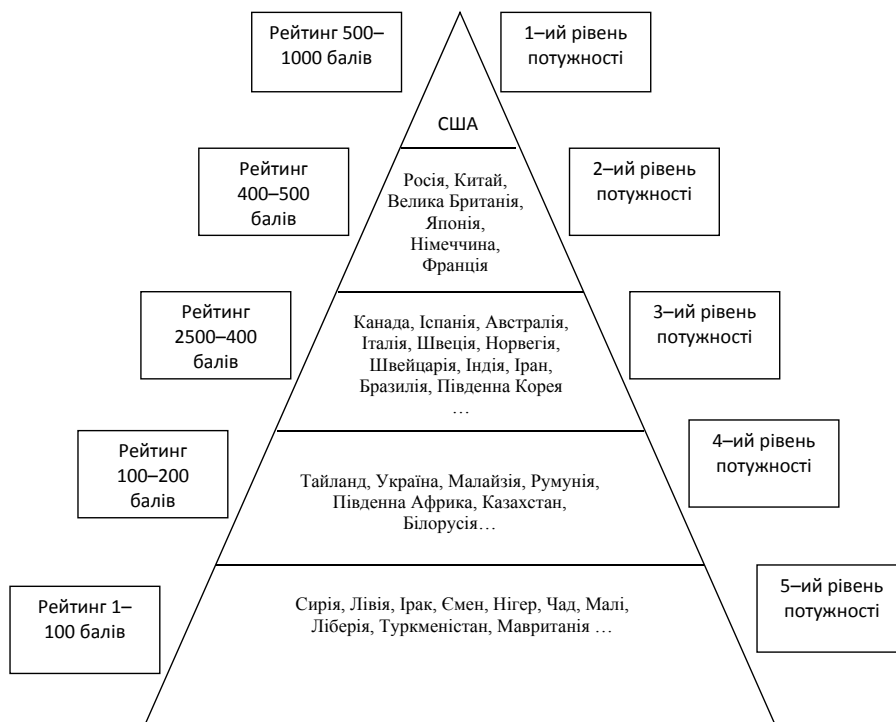 Рейтинг 500–
1000 балів
1–ий рівень
потужності
США
Рейтинг
400–500
балів
Росія, Китай,
Велика Британія,
Японія,
Німеччина,
Франція
2–ий рівень
потужності
Рейтинг
2500–400
балів
Канада, Іспанія, Австралія,
Італія, Швеція, Норвегія,
Швейцарія, Індія, Іран,
Бразилія, Південна Корея
…
3–ий рівень
потужності
Рейтинг
100–200
балів
Тайланд, Україна, Малайзія, Румунія,
Південна Африка, Казахстан,
Білорусія…
4–ий рівень
потужності
Рейтинг 1–
100 балів
Сирія, Лівія, Ірак, Ємен, Нігер, Чад, Малі,
Ліберія, Туркменістан, Мавританія …
5–ий рівень
потужності